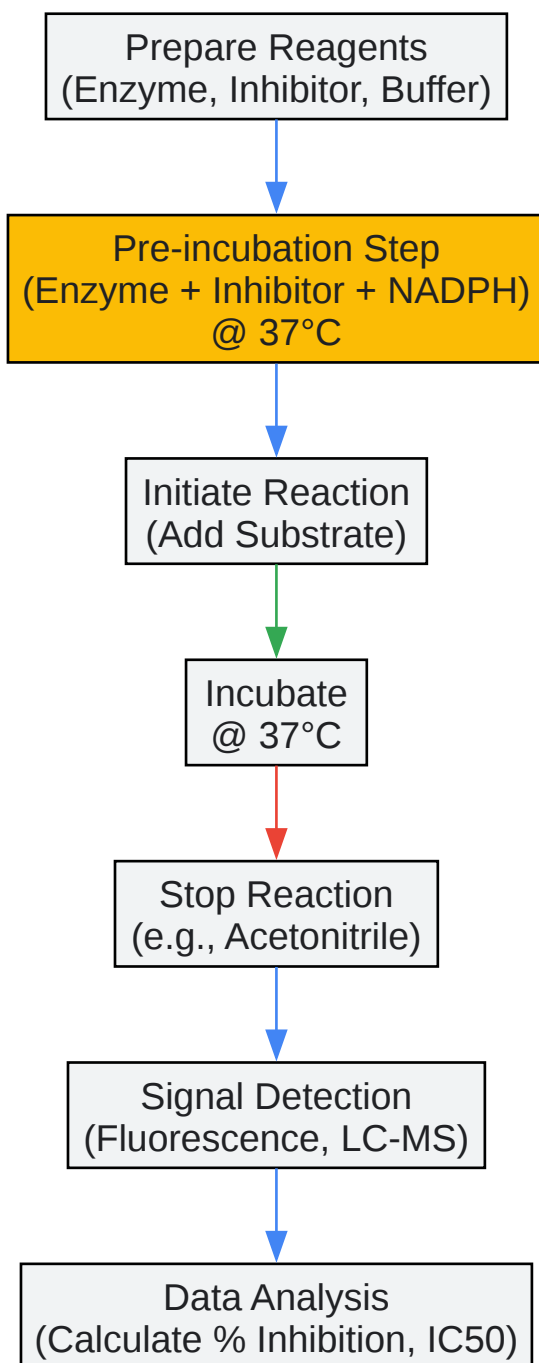 Prepare Reagents
(Enzyme, Inhibitor, Buffer)
Pre-incubation Step
(Enzyme + Inhibitor + NADPH)
@ 37°C
Initiate Reaction
(Add Substrate)
Incubate
@ 37°C
Stop Reaction
(e.g., Acetonitrile)
Signal Detection
(Fluorescence, LC-MS)
Data Analysis
(Calculate % Inhibition, IC50)